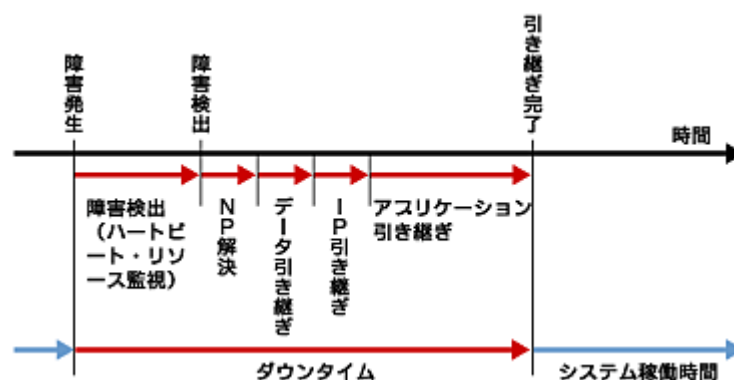 障害発生
障害検出
引き継ぎ完了
時間
障害検出
（ハートビ
ート・リソ
ース監視）
NP解決
データ引き継ぎ
IP引き継ぎ
アプリケーション
引き継ぎ
ダウンタイム
システム稼働時間